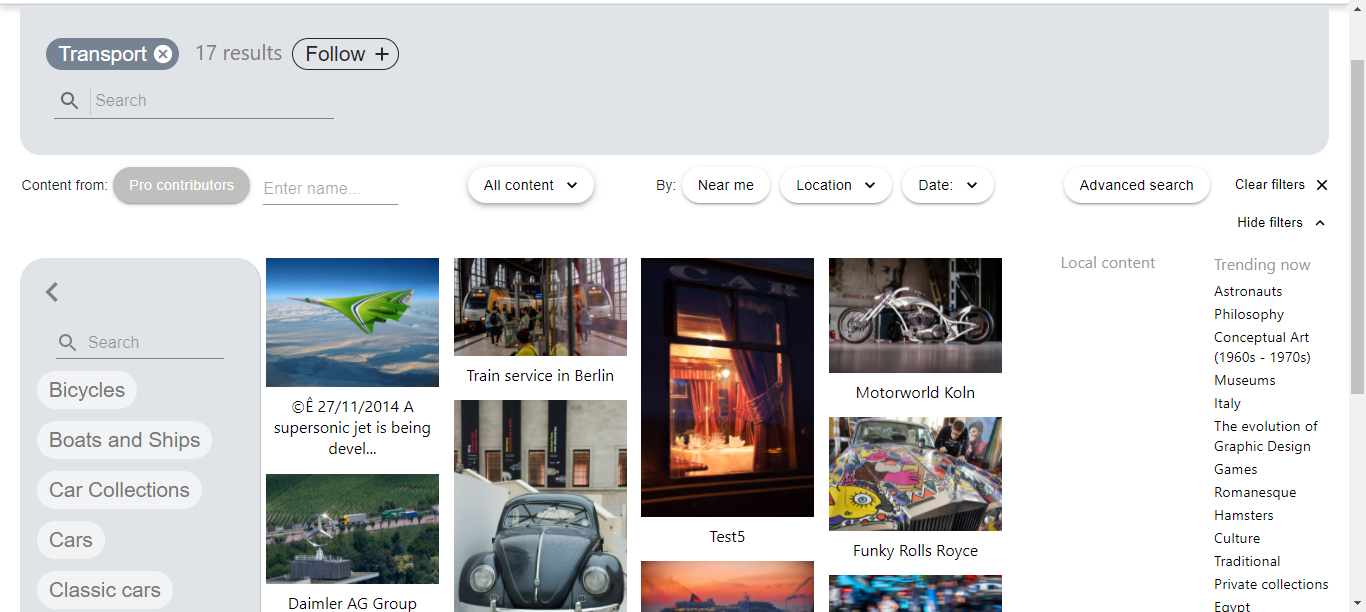 Transport
17 results
Follow +
Search
Content from:
Pro contributors
Enter name...
All content
By:
Near me
Location
Date:
Advanced search
Clear filters
Hide filters
Search
Bicycles
Boats and Ships
Car Collections
Cars
Classic cars
©Ê 27/11/2014 A
supersonic jet is being
devel...
Daimler AG Group
Train service in Berlin
CAR
Test5
Motorworld Koln
Funky Rolls Royce
Local content
Trending now
Astronauts
Philosophy
Conceptual Art
(1960s - 1970s)
Museums
Italy
The evolution of
Graphic Design
Games
Romanesque
Hamsters
Culture
Traditional
Private collections
Egypt